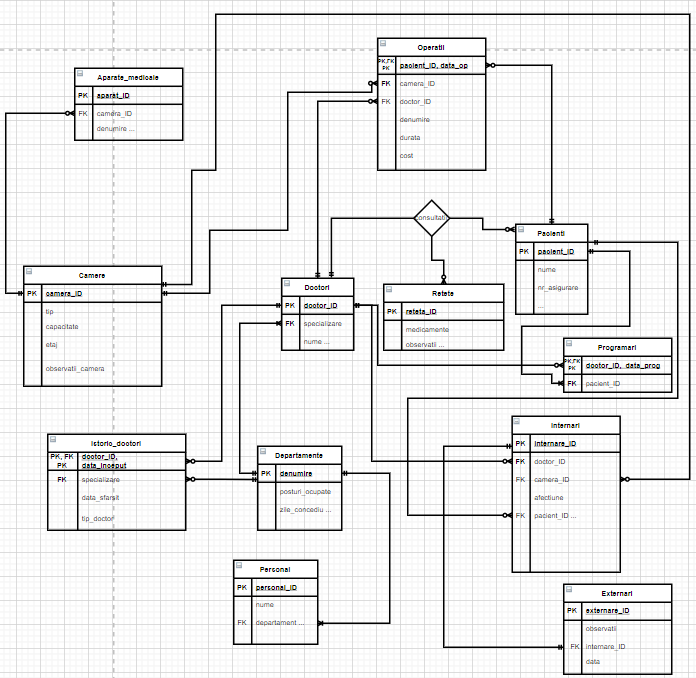 Operatii
PK,FK
PK
pacient_ID, data_op
FK camera_ID
FK doctor_ID
denumire
durata
cost
Aparate_medicale
PK aparat_ID
FK camera_ID
denumire ...
consultati
Pacienti
PK pacient_ID
nume
nr_asigurare
...
Camere
PK camera_ID
tip
capacitate
etaj
observatii_camera
Doctori
PK doctor_ID
FK specializare
nume ...
Retete
PK reteta_ID
medicamente
observatii ...
Programari
PK,FK
PK
doctor_ID, data_prog
FK pacient_ID
Istoric_doctori
PK, FK doctor_ID,
PK data_inceput
FK specializare
data_sfarsit
tip_doctor
Departamente
PK denumire
posturi_ocupate
zile_concediu ...
Internari
PK internare_ID
FK doctor_ID
FK camera_ID
afectiune
FK pacient_ID ...
Personal
PK personal_ID
nume
FK departament ...
Externari
PK externare_ID
observatii
FK internare_ID
data